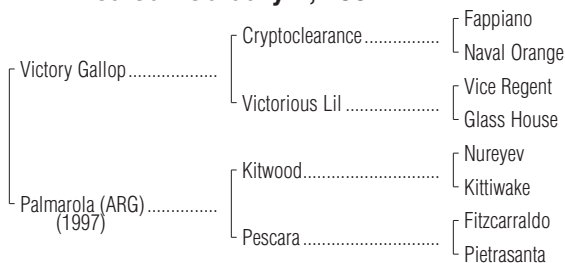 Fappiano
Cryptoclearance
Naval Orange
Victory Gallop
Vice Regent
Victorious Lil
Glass House
Nureyev
Kitwood
Kittiwake
Palmarola (ARG)
(1997)
Fitzcarraldo
Pescara
Pietrasanta